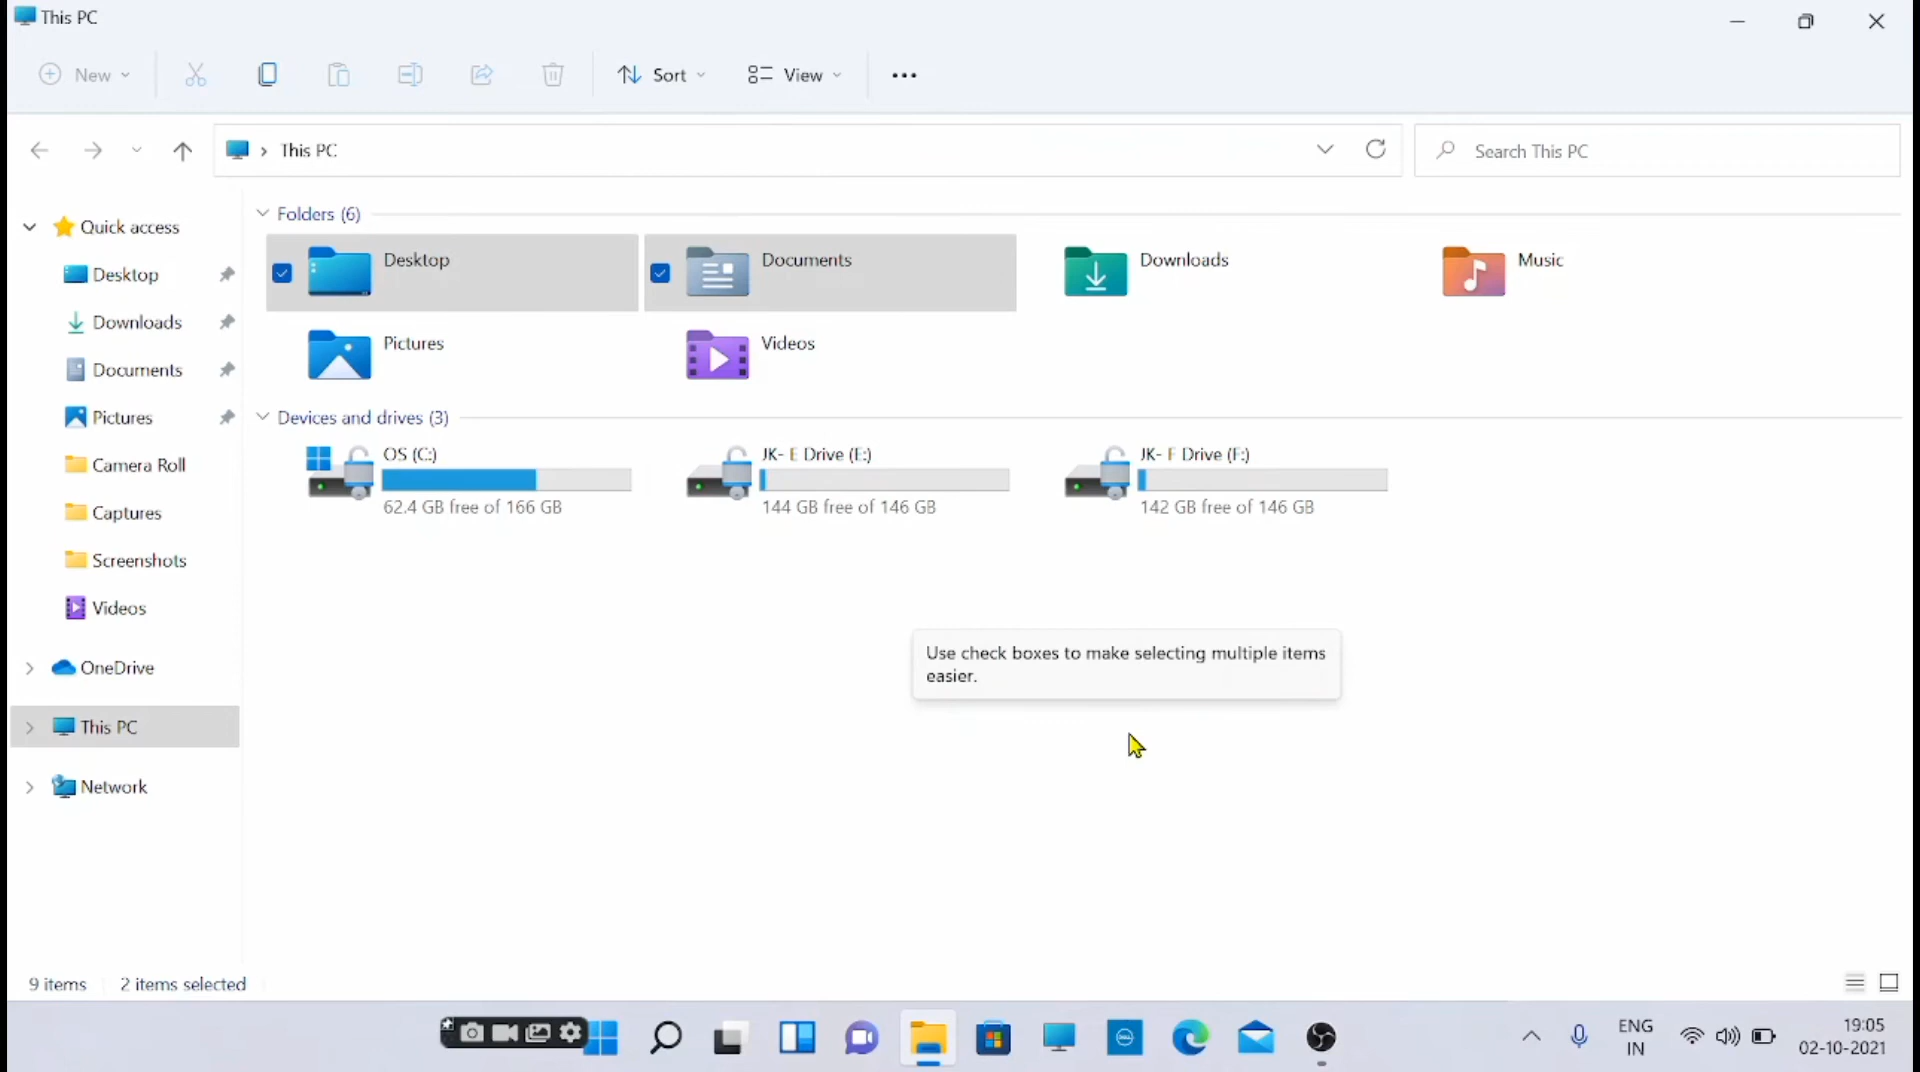 This PC
New
Sort
View
This PC
Search This PC
Quick access
Desktop
Downloads
Documents
Pictures
Camera Roll
Captures
Screenshots
Videos
OneDrive
This PC
Network
Folders (6)
Desktop
Documents
Downloads
Music
Pictures
Videos
Devices and drives (3)
OS (C:)
62.4 GB free of 166 GB
JK- E Drive (E:)
144 GB free of 146 GB
JK- F Drive (F:)
142 GB free of 146 GB
Use check boxes to make selecting multiple items
easier.
9 items
2 items selected
ENG
IN
19:05
02-10-2021